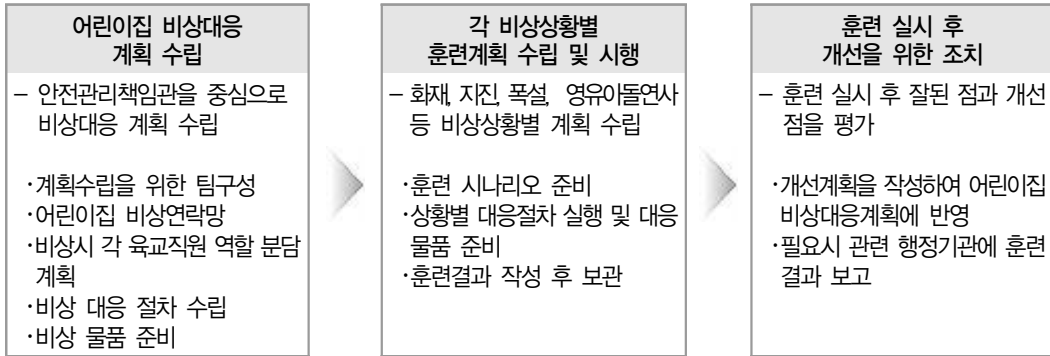 어린이집 비상대응
계획 수립
– 안전관리책임관을 중심으로
비상대응 계획 수립
·계획수립을 위한 팀구성
·어린이집 비상연락망
·비상시 각 육교직원 역할 분담
계획
·비상 대응 절차 수립
·비상 물품 준비
각 비상상황별
훈련계획 수립 및 시행
– 화재, 지진, 폭설, 영유아돌연사
등 비상상황별 계획 수립
·훈련 시나리오 준비
·상황별 대응절차 실행 및 대응
물품 준비
·훈련결과 작성 후 보관
훈련 실시 후
개선을 위한 조치
– 훈련 실시 후 잘된 점과 개선
점을 평가
·개선계획을 작성하여 어린이집
비상대응계획에 반영
·필요시 관련 행정기관에 훈련
결과 보고